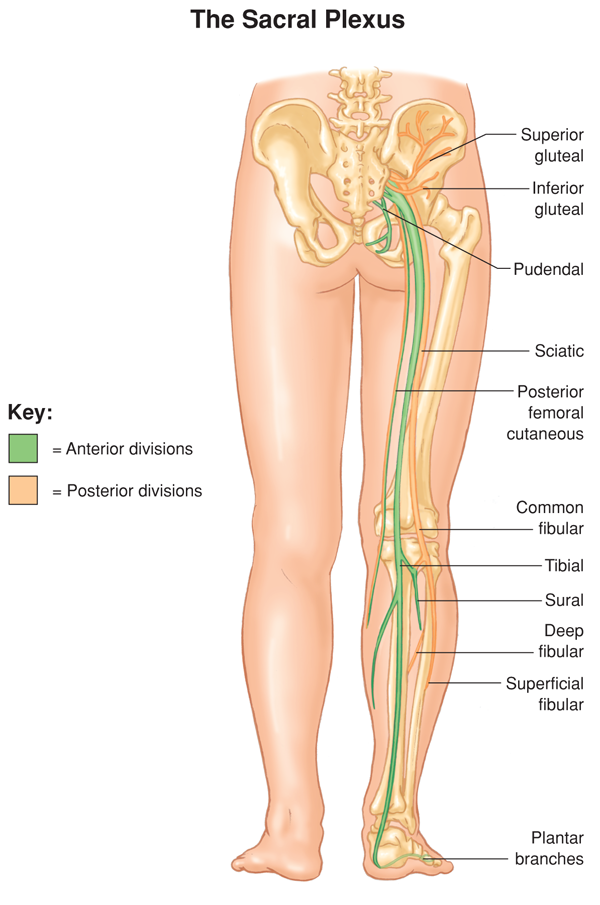 The Sacral Plexus
Superior
gluteal
Inferior
gluteal
Pudendal
Sciatic
Posterior
femoral
cutaneous
Key:
= Anterior divisions
= Posterior divisions
Common
fibular
Tibial
Sural
Deep
fibular
Superficial
fibular
Plantar
branches